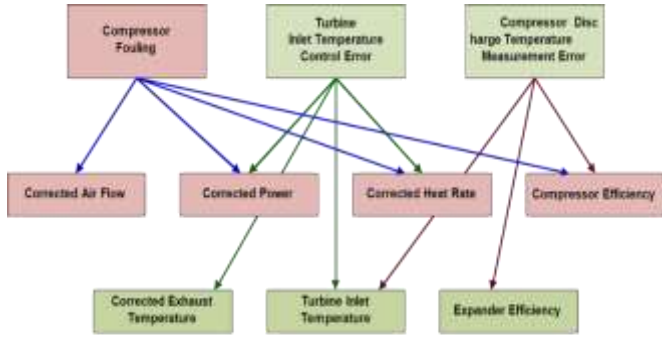 Compressor
Fouling
Turbine
Inlet Temperature
Control Error
Compressor Disc
harge Temperature
Measurement Error
Corrected Air Flow
Corrected Power
Corrected Heat Rate
Compressor Efficiency
Corrected Exhaust
Temperature
Turbine Inlet
Temperature
Expander Efficiency